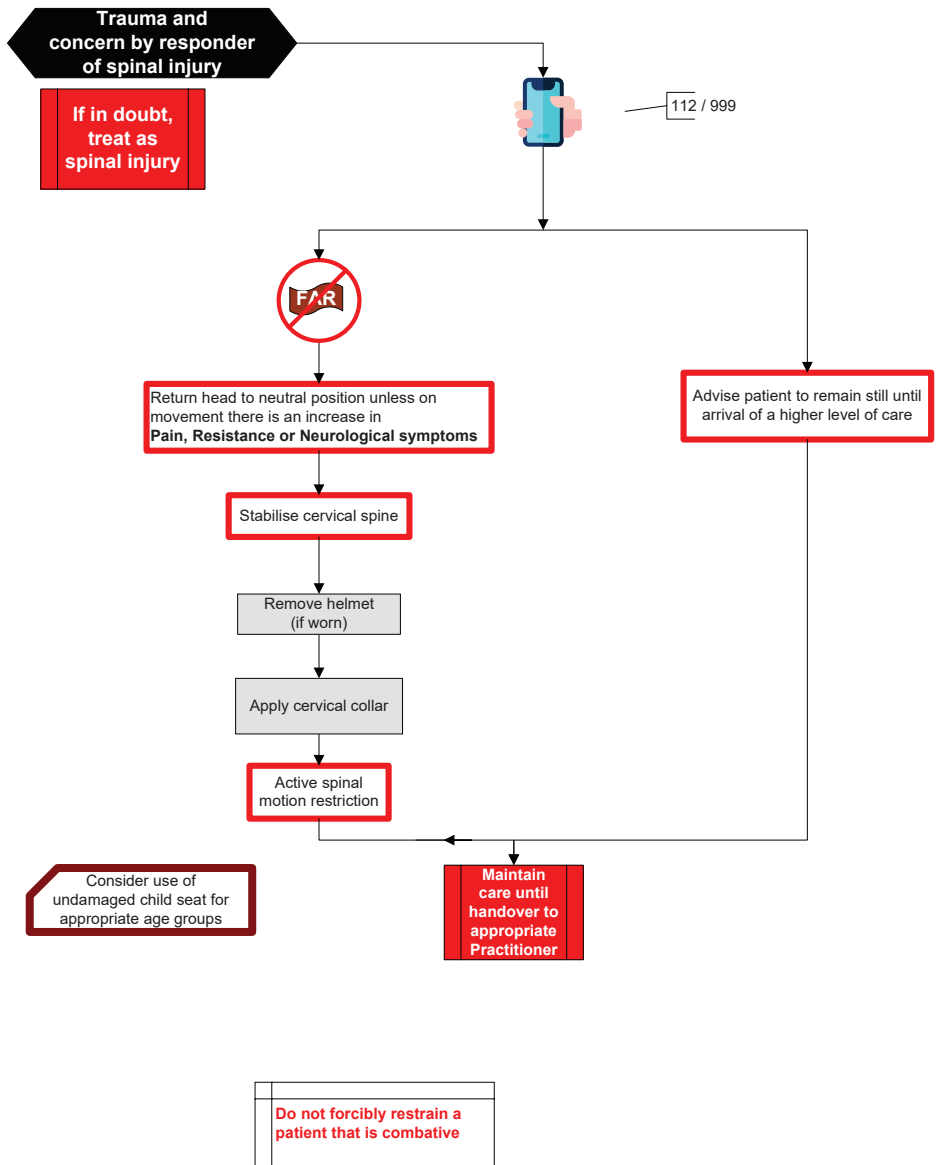 Trauma and
concern by responder
of spinal injury
If in doubt,
treat as
spinal injury
112 / 999
FAR
Return head to neutral position unless on
movement there is an increase in
Pain, Resistance or Neurological symptoms
Advise patient to remain still until
arrival of a higher level of care
Stabilise cervical spine
Remove helmet
(if worn)
Apply cervical collar
Active spinal
motion restriction
Consider use of
undamaged child seat for
appropriate age groups
Maintain
care until
handover to
appropriate
Practitioner
Do not forcibly restrain a
patient that is combative